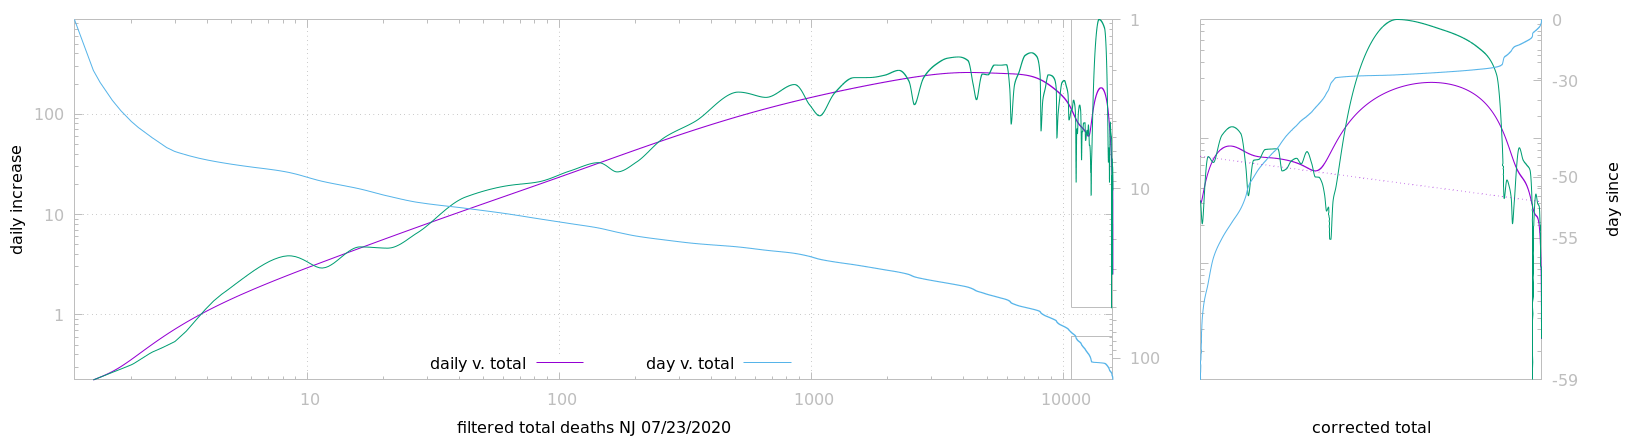 daily increase
100
10
1
10
100
1000
10000
daily v. total
day v. total
filtered total deaths NJ 07/23/2020
1
10
100
0
-30
-50
-55
-59
day since
corrected total